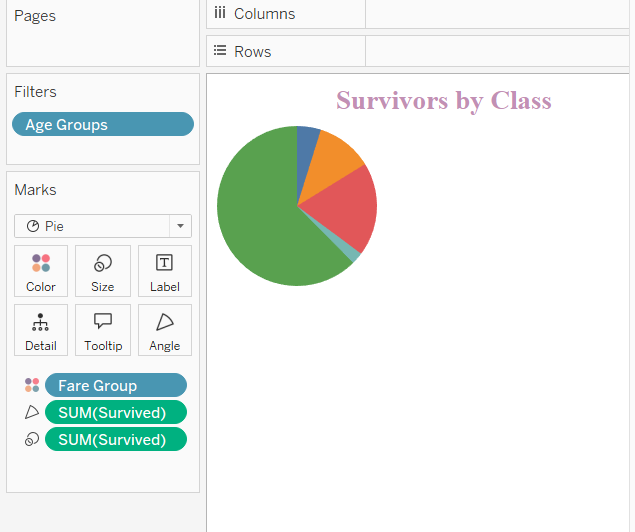 Pages
Columns
Rows
Filters
Age Groups
Survivors by Class
Marks
Pie
Color
Size
Label
Detail
Tooltip
Angle
Fare Group
SUM(Survived)
SUM(Survived)